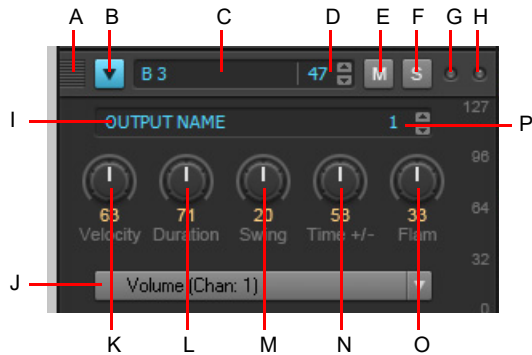 A B C D E F G H
B 3 47 M S
127
I OUTPUT NAME 1 P
96
63 71 20 53 33
64
Velocity Duration Swing Time +/- Flam
32
J Volume (Chan: 1)
0
K L M N O